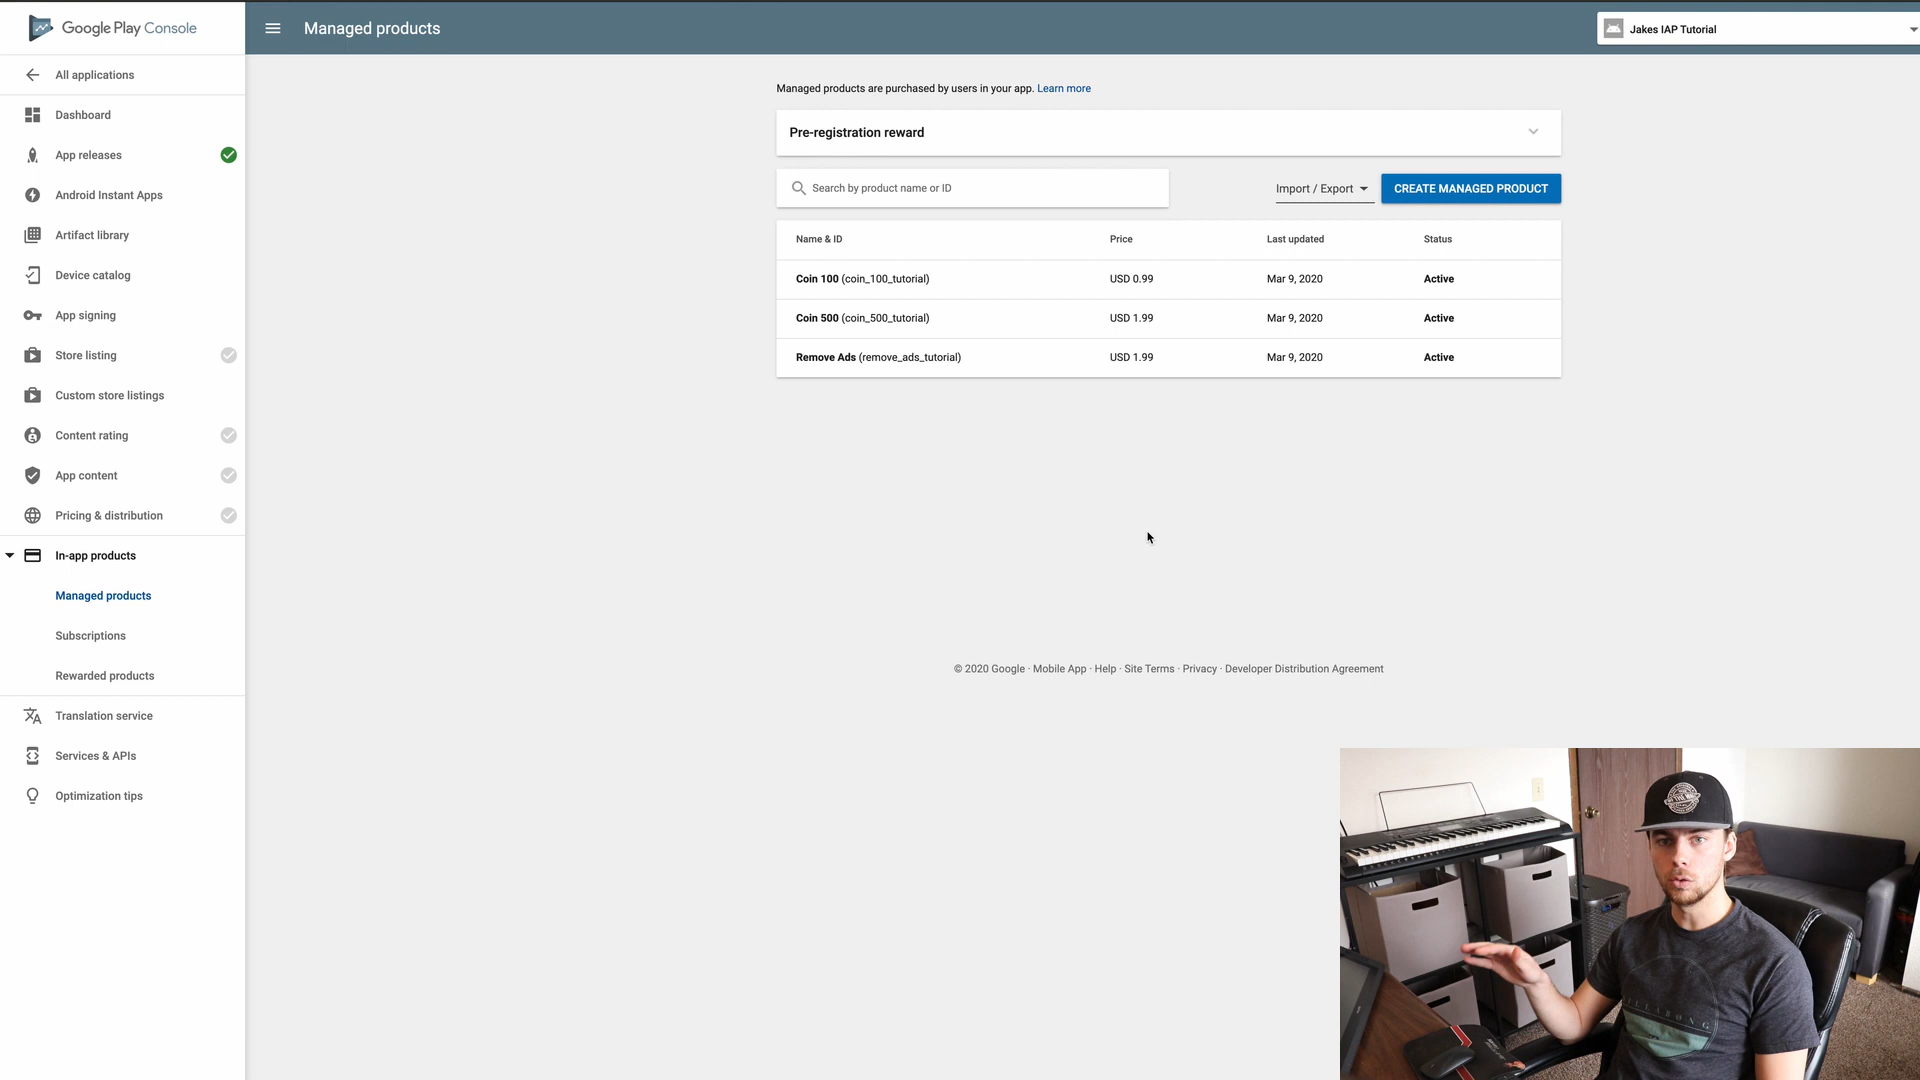 Google Play Console
Managed products
Jakes IAP Tutorial
All applications
Dashboard
App releases
Android Instant Apps
Artifact library
Device catalog
App signing
Store listing
Custom store listings
Content rating
App content
Pricing & distribution
In-app products
Managed products
Subscriptions
Rewarded products
Translation service
Services & APIs
Optimization tips
Managed products are purchased by users in your app. Learn more
Pre-registration reward
Search by product name or ID
Import / Export
CREATE MANAGED PRODUCT
Name & ID Price Last updated Status
Coin 100 (coin_100_tutorial) USD 0.99 Mar 9, 2020 Active
Coin 500 (coin_500_tutorial) USD 1.99 Mar 9, 2020 Active
Remove Ads (remove_ads_tutorial) USD 1.99 Mar 9, 2020 Active
© 2020 Google · Mobile App · Help · Site Terms · Privacy · Developer Distribution Agreement